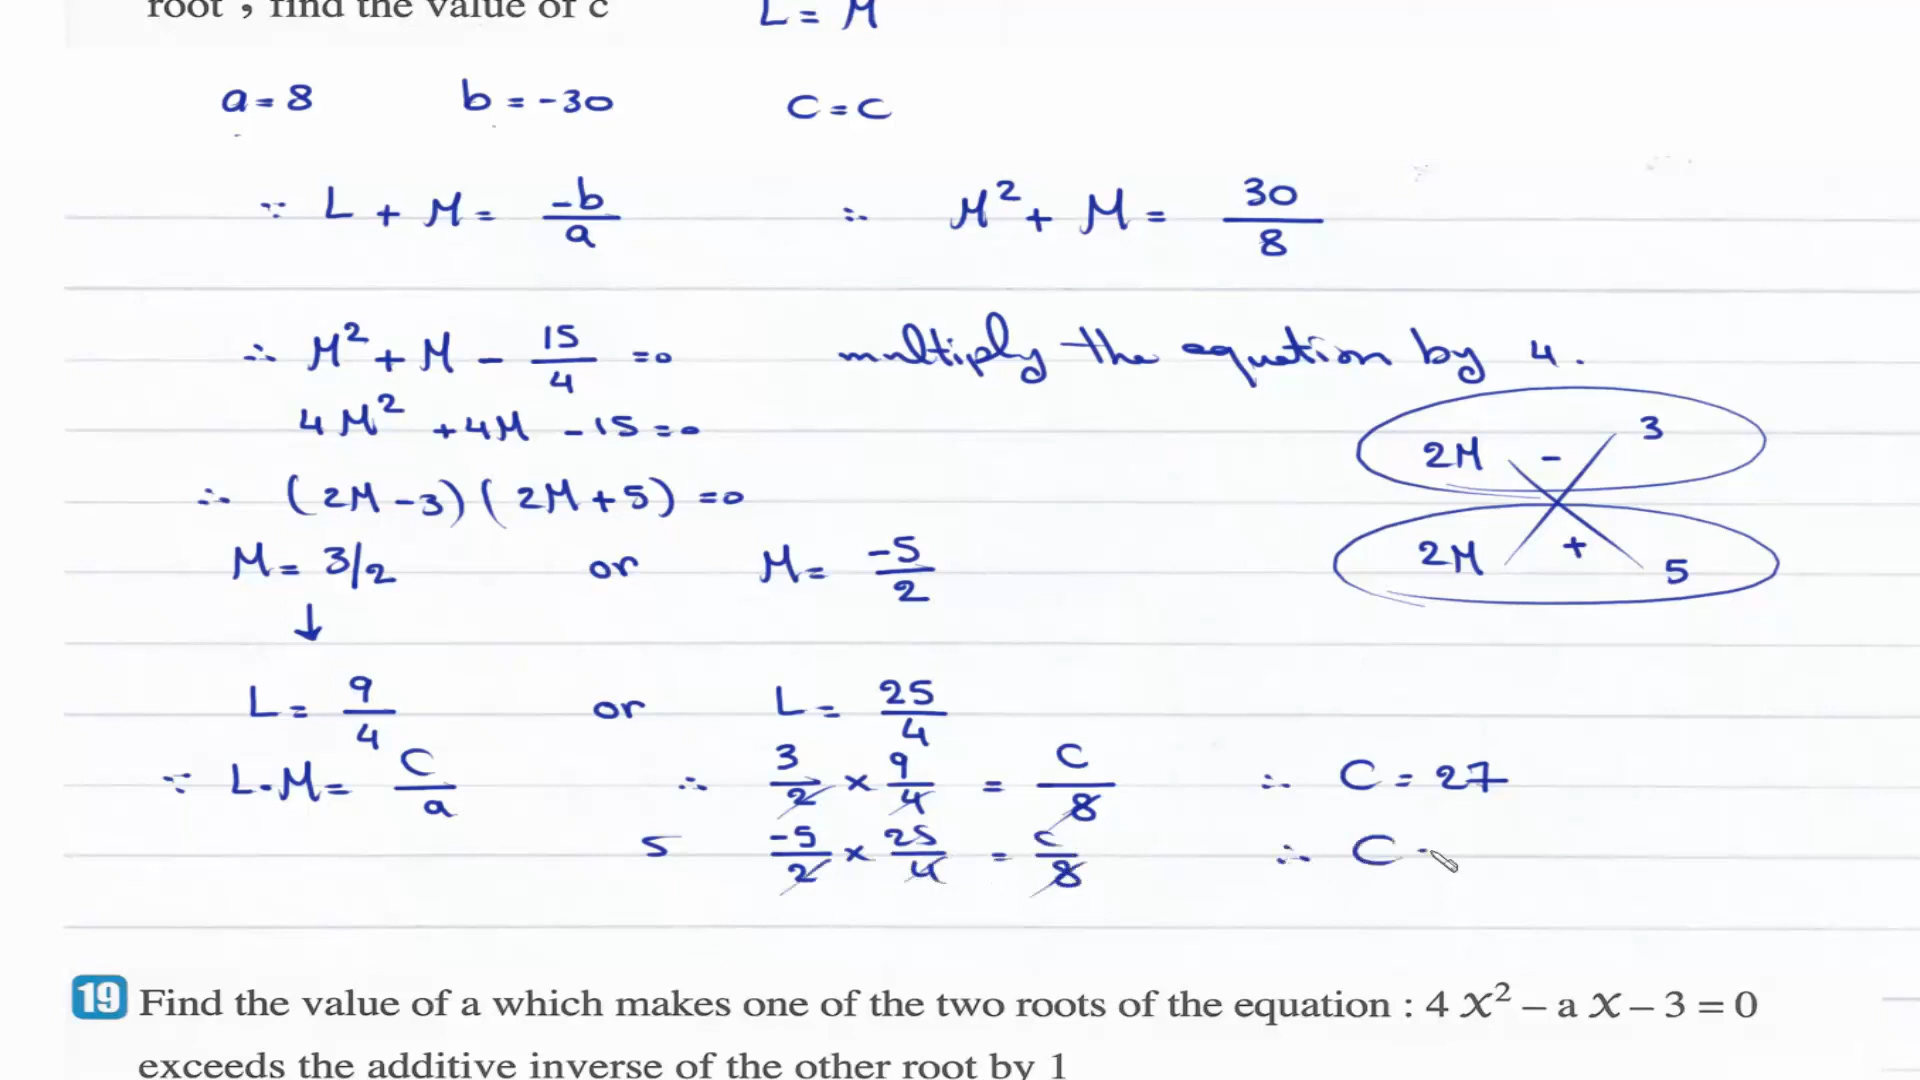 root , find the value of c L = M
a = 8 b = -30 C = C
∵ L + M = -b/a ∴ M² + M = 30/8
∴ M² + M - 15/4 = 0 multiply the equation by 4.
4M² + 4M - 15 = 0
2M - 3
∴ (2M - 3)(2M + 5) = 0
2M + 5
M = 3/2 or M = -5/2
↓
L = 9/4 or L = 25/4
∵ L.M = C/a ∴ 3/2 × 9/4 = C/8 ∴ C = 27
5 -5/2 × 25/4 = C/8 ∴ C
19 Find the value of a which makes one of the two roots of the equation : 4 x² – a x – 3 = 0
exceeds the additive inverse of the other root by 1